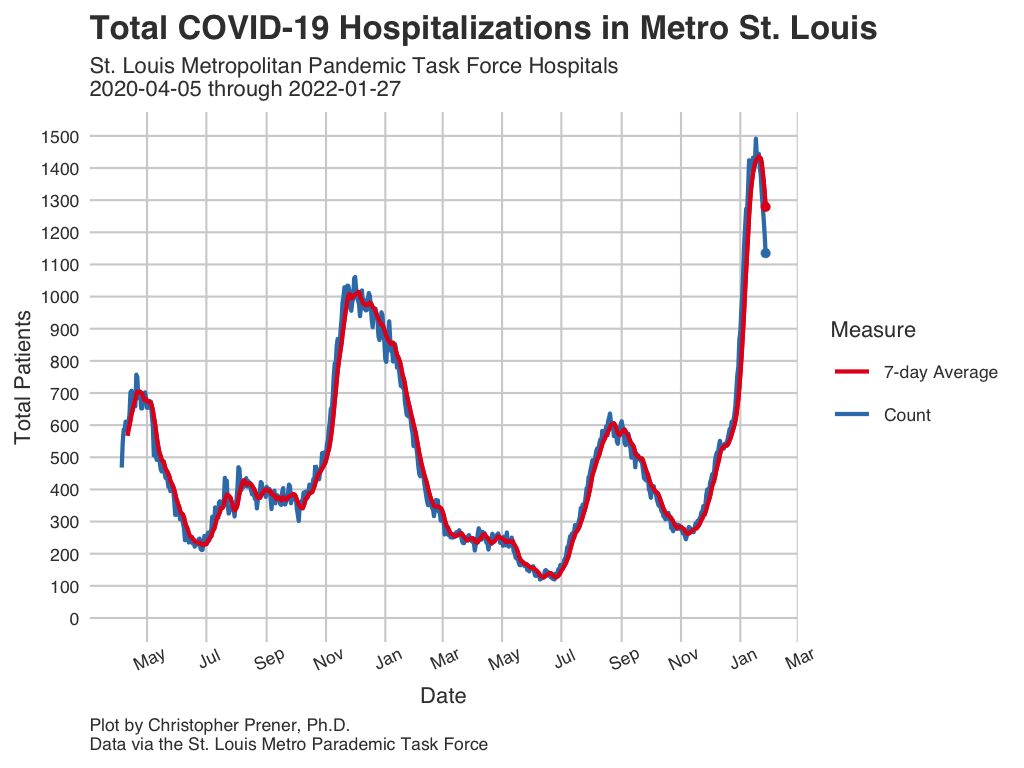 Total COVID-19 Hospitalizations in Metro St. Louis
St. Louis Metropolitan Pandemic Task Force Hospitals
2020-04-05 through 2022-01-27
1500
1400
1300
1200
1100
1000
900
800
700
600
500
400
300
200
100
0
Total Patients
May Jul Sep Nov Jan Mar May Jul Sep Nov Jan Mar
Date
Measure
7-day Average
Count
Plot by Christopher Prener, Ph.D.
Data via the St. Louis Metro Parademic Task Force